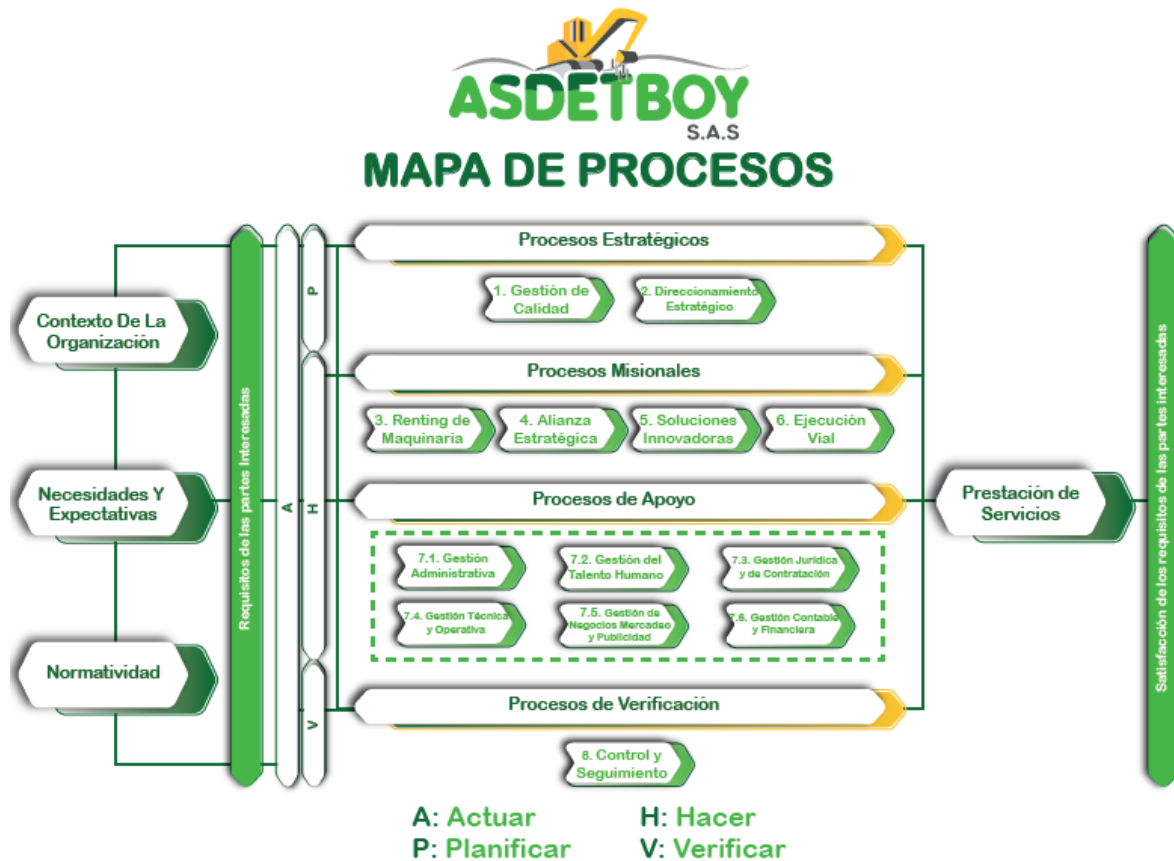 ASDETBOY
S.A.S
MAPA DE PROCESOS
Contexto De La
Organización
Necesidades Y
Expectativas
Normatividad
Requisitos de las partes Interesadas
A
P
H
V
Procesos Estratégicos
1. Gestión de
Calidad
2. Direccionamiento
Estratégico
Procesos Misionales
3. Renting de
Maquinaria
4. Alianza
Estratégica
5. Soluciones
Innovadoras
6. Ejecución
Vial
Procesos de Apoyo
7.1. Gestión
Administrativa
7.2. Gestión del
Talento Humano
7.3. Gestión Jurídica
y de Contratación
7.4. Gestión Técnica
y Operativa
7.5. Gestión de
Negocios Mercadeo
y Publicidad
7.6. Gestión Contable
y Financiera
Procesos de Verificación
8. Control y
Seguimiento
Prestación de
Servicios
Satisfacción de los requisitos de las partes interesadas
A: Actuar
H: Hacer
P: Planificar
V: Verificar